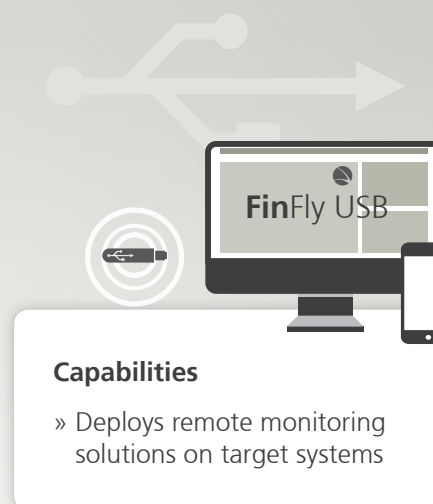 FinFly USB
Capabilities
» Deploys remote monitoring
solutions on target systems